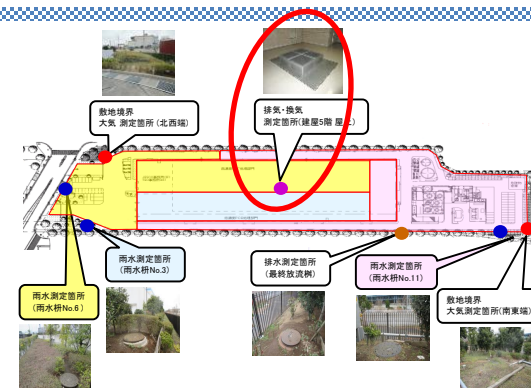 敷地境界
大気 測定箇所(北西端)
排気・換気
測定箇所(建屋5階 屋上)
雨水測定箇所
(雨水枡No.3)
排水測定箇所
(最終放流桝)
雨水測定箇所
(雨水枡No.11)
雨水測定箇所
(雨水枡No.6)
敷地境界
大気測定箇所(南東端)